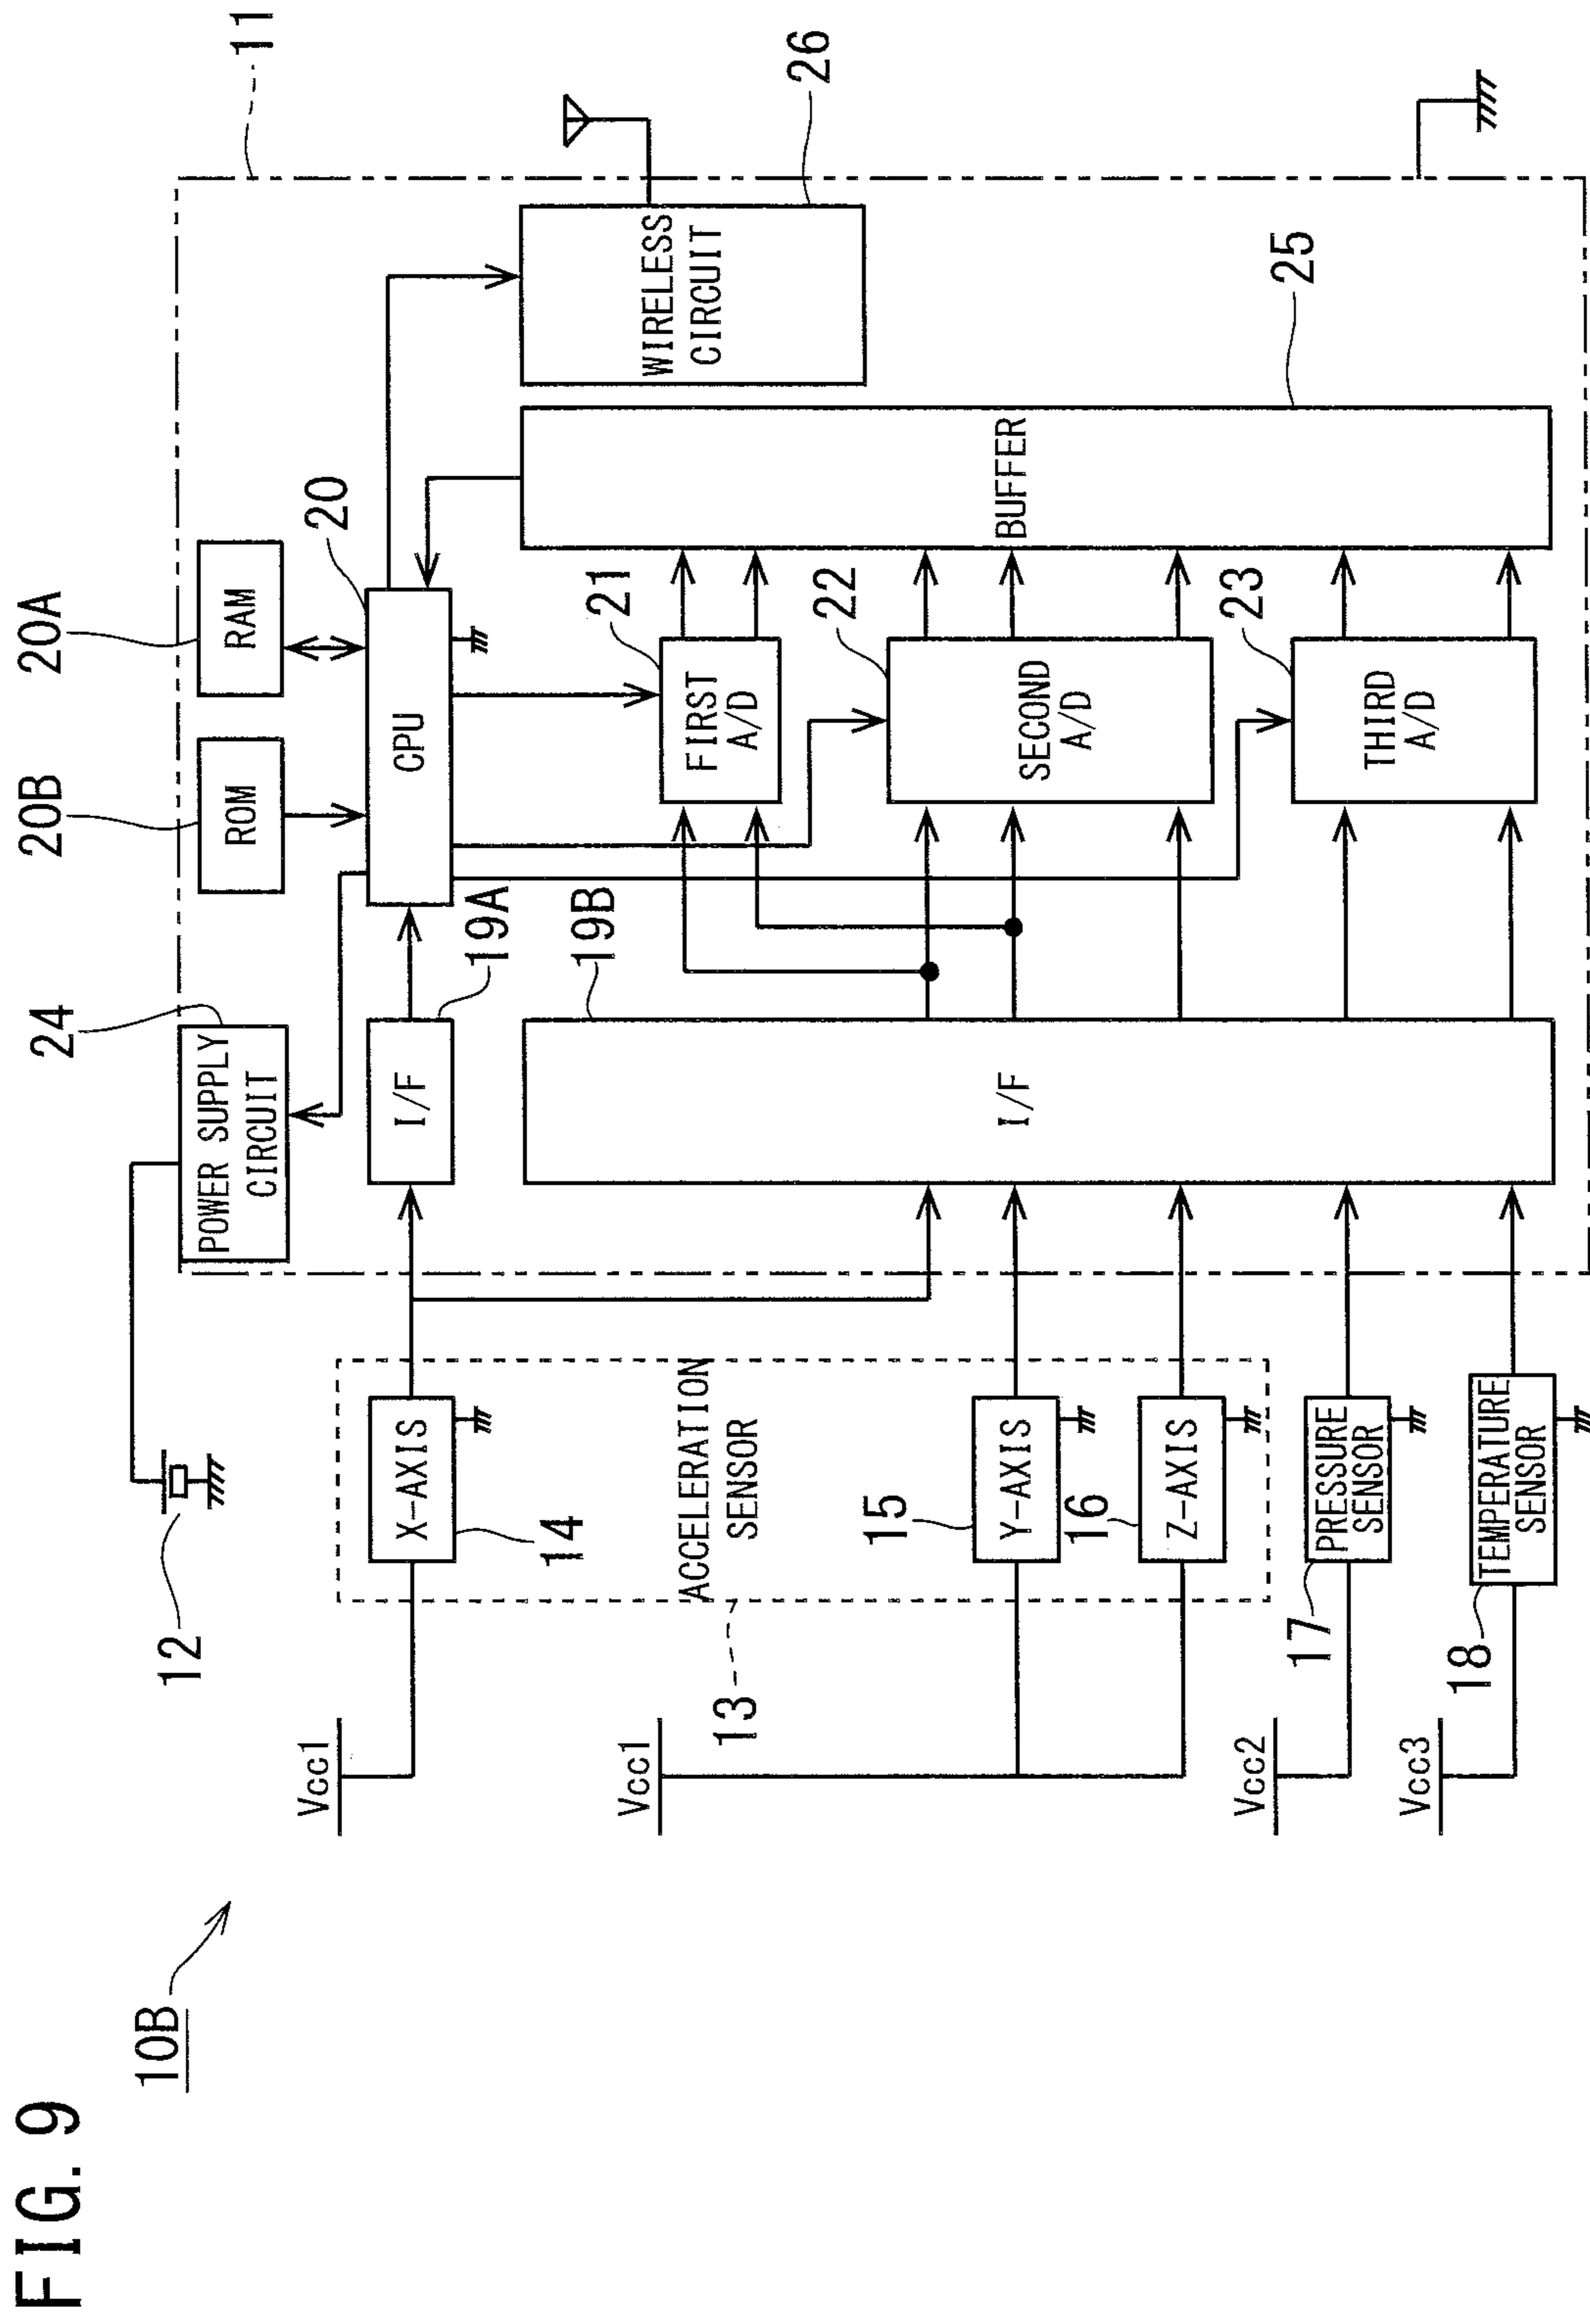 FIG. 9
10B
11
12
24
POWER SUPPLY
CIRCUIT
20B
ROM
20A
RAM
20
CPU
26
WIRELESS
CIRCUIT
Vcc1
X-AXIS
14
I/F
19A
ACCELERATION
SENSOR
13
Vcc1
15
Y-AXIS
16
Z-AXIS
I/F
19B
21
FIRST
A/D
22
SECOND
A/D
23
THIRD
A/D
BUFFER
25
Vcc2
17
PRESSURE
SENSOR
Vcc3
18
TEMPERATURE
SENSOR